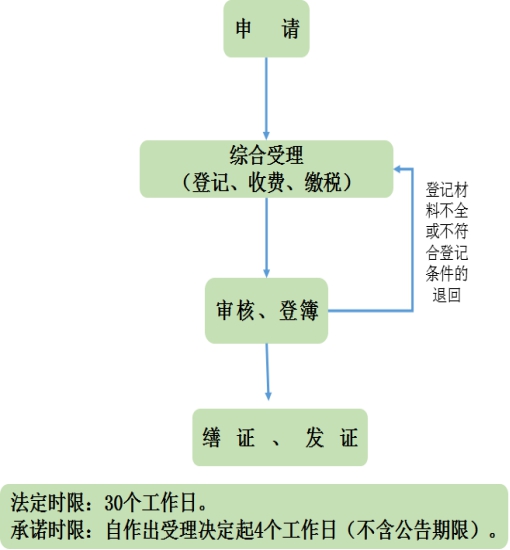 申 请
综合受理
（登记、收费、缴税）
登记材
料不全
或不符
合登记
条件的
退回
审核、登簿
缮 证 、 发 证
法定时限：30个工作日。
承诺时限：自作出受理决定起4个工作日（不含公告期限）。